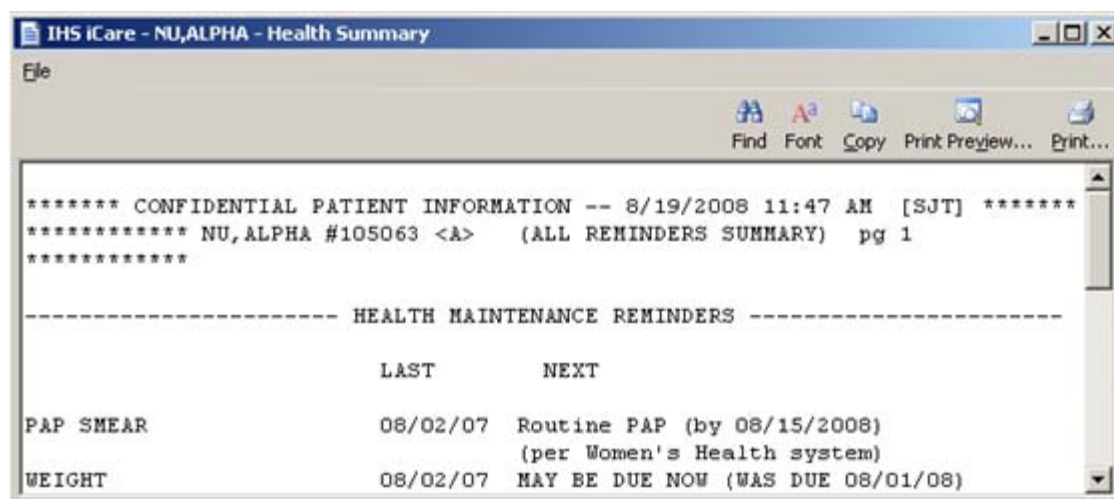 IHS iCare - NU,ALPHA - Health Summary
File
Find Font Copy Print Preview... Print...
******* CONFIDENTIAL PATIENT INFORMATION -- 8/19/2008 11:47 AM [SJT] *******
************ NU,ALPHA #105063 <A> (ALL REMINDERS SUMMARY) pg 1
************
----------------------- HEALTH MAINTENANCE REMINDERS -----------------------
LAST NEXT
PAP SMEAR 08/02/07 Routine PAP (by 08/15/2008)
(per Women's Health system)
WEIGHT 08/02/07 MAY BE DUE NOW (WAS DUE 08/01/08)